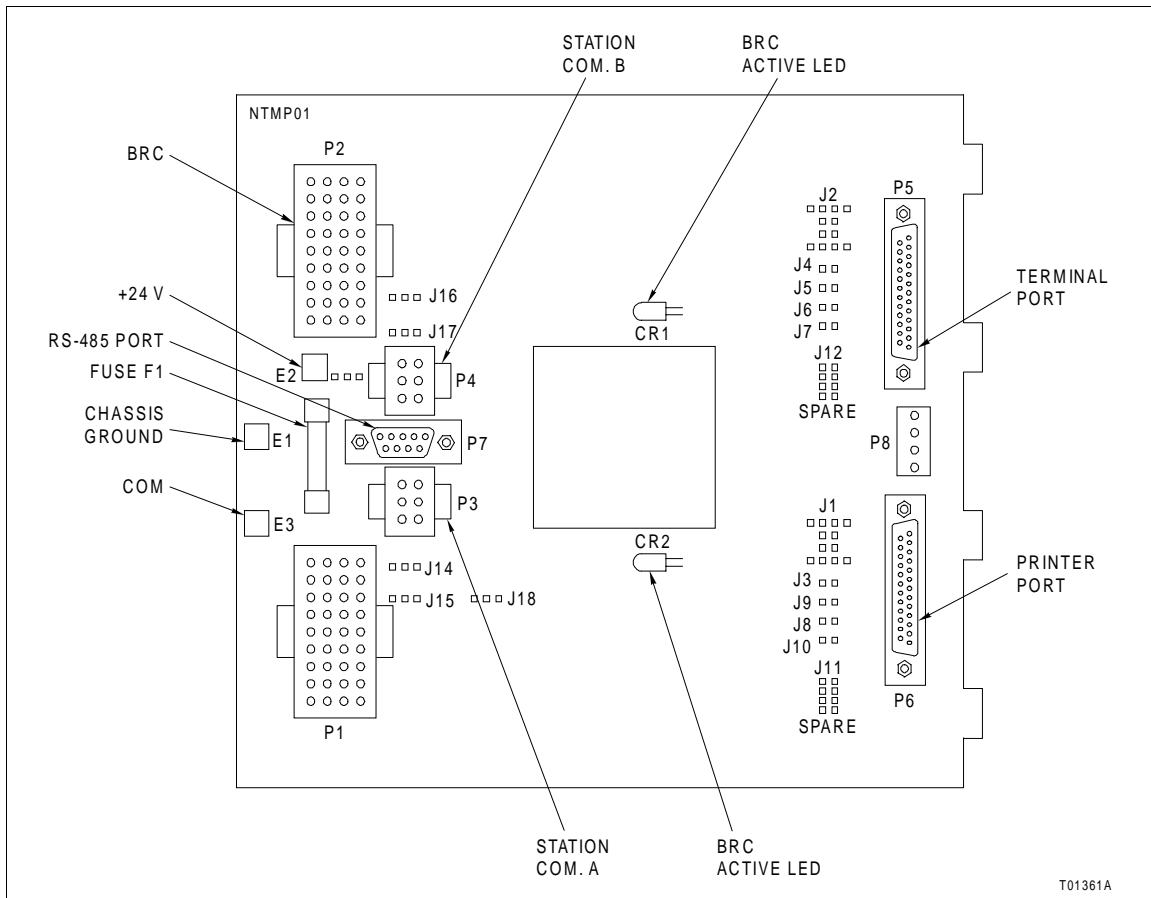 STATION
COM. B
BRC
ACTIVE LED
NTMP01
BRC
P2
J2
P5
J4
J5
J6
J7
TERMINAL
PORT
J16
J17
CR1
+24 V
RS-485 PORT
FUSE F1
CHASSIS
GROUND
COM
E2
P4
J12
SPARE
E1
P7
P8
E3
P3
J1
CR2
J14
J15
J18
J3
J9
J8
J10
PRINTER
PORT
J11
SPARE
P6
P1
STATION
COM. A
BRC
ACTIVE LED
T01361A